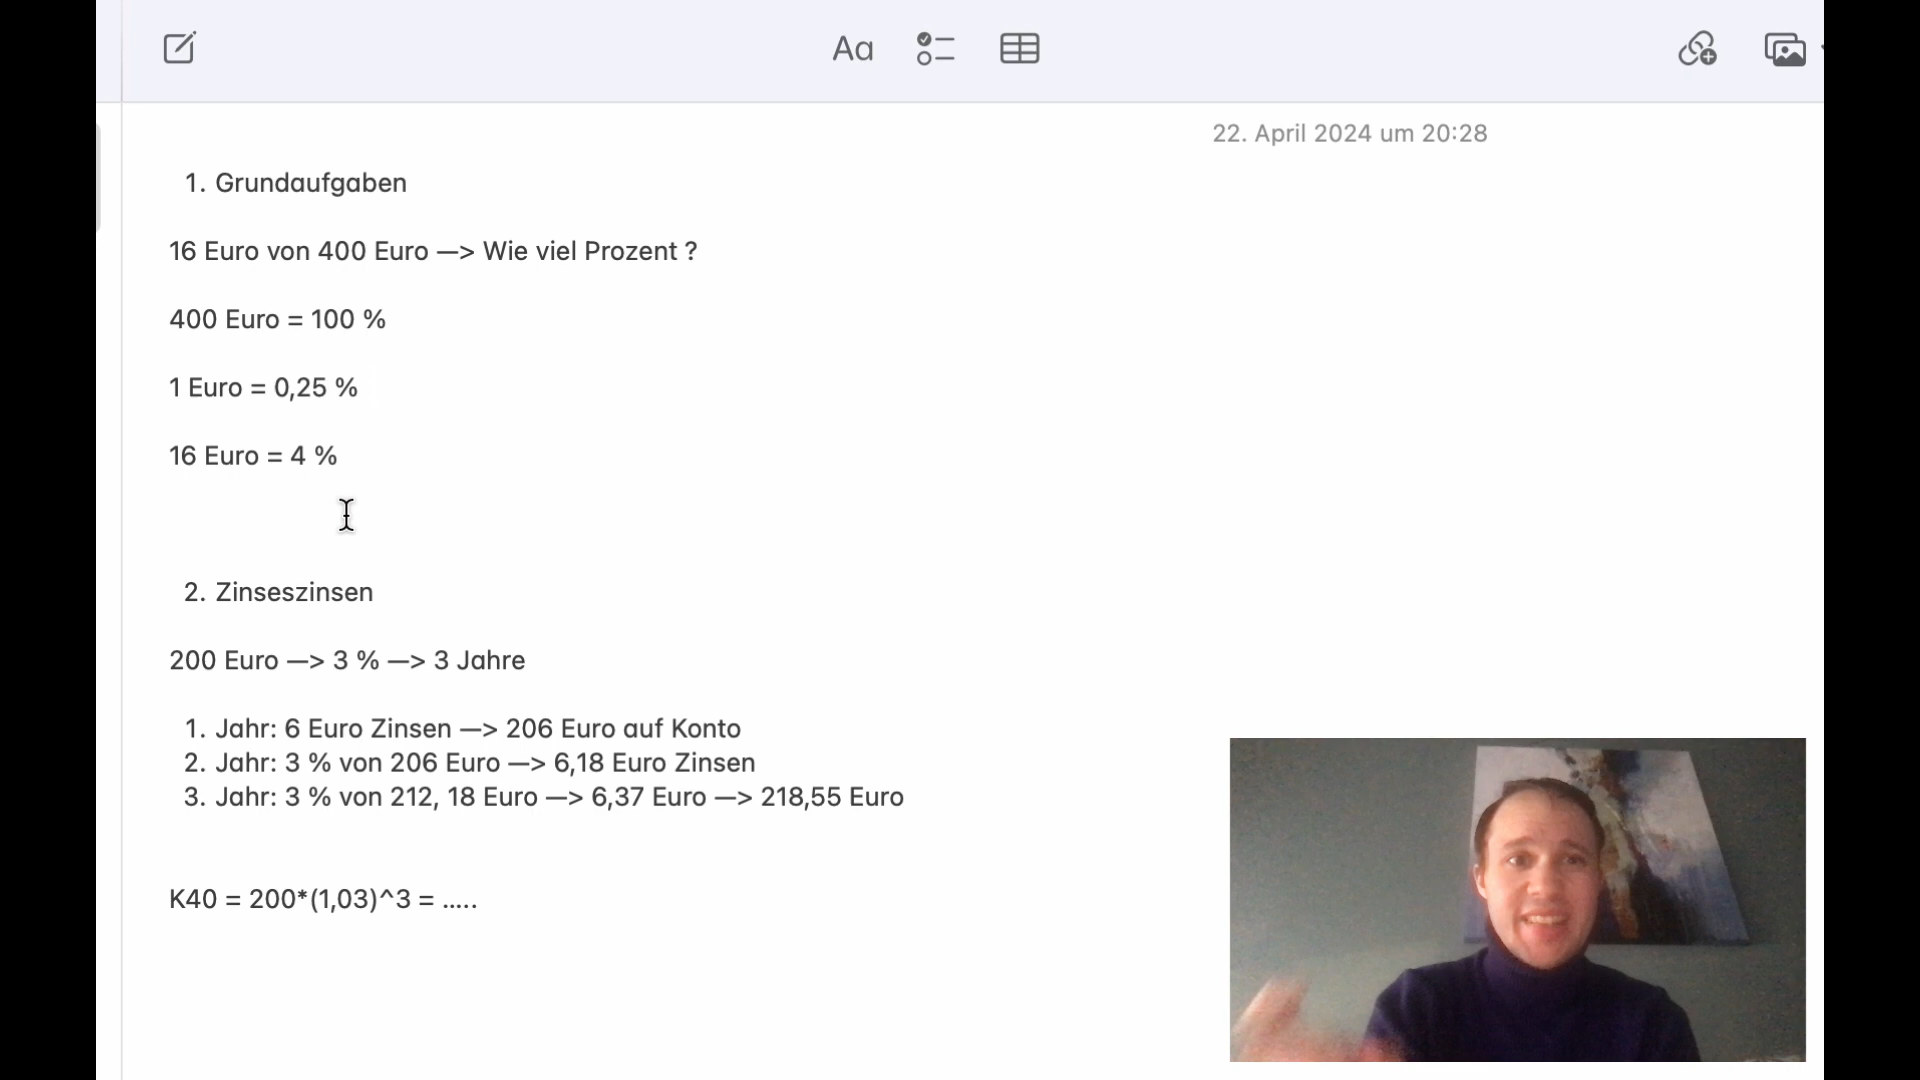 Aa
22. April 2024 um 20:28
1. Grundaufgaben
16 Euro von 400 Euro —> Wie viel Prozent ?
400 Euro = 100 %
1 Euro = 0,25 %
16 Euro = 4 %
2. Zinseszinsen
200 Euro —> 3 % —> 3 Jahre
1. Jahr: 6 Euro Zinsen —> 206 Euro auf Konto
2. Jahr: 3 % von 206 Euro —> 6,18 Euro Zinsen
3. Jahr: 3 % von 212, 18 Euro —> 6,37 Euro —> 218,55 Euro
K40 = 200*(1,03)^3 = .....